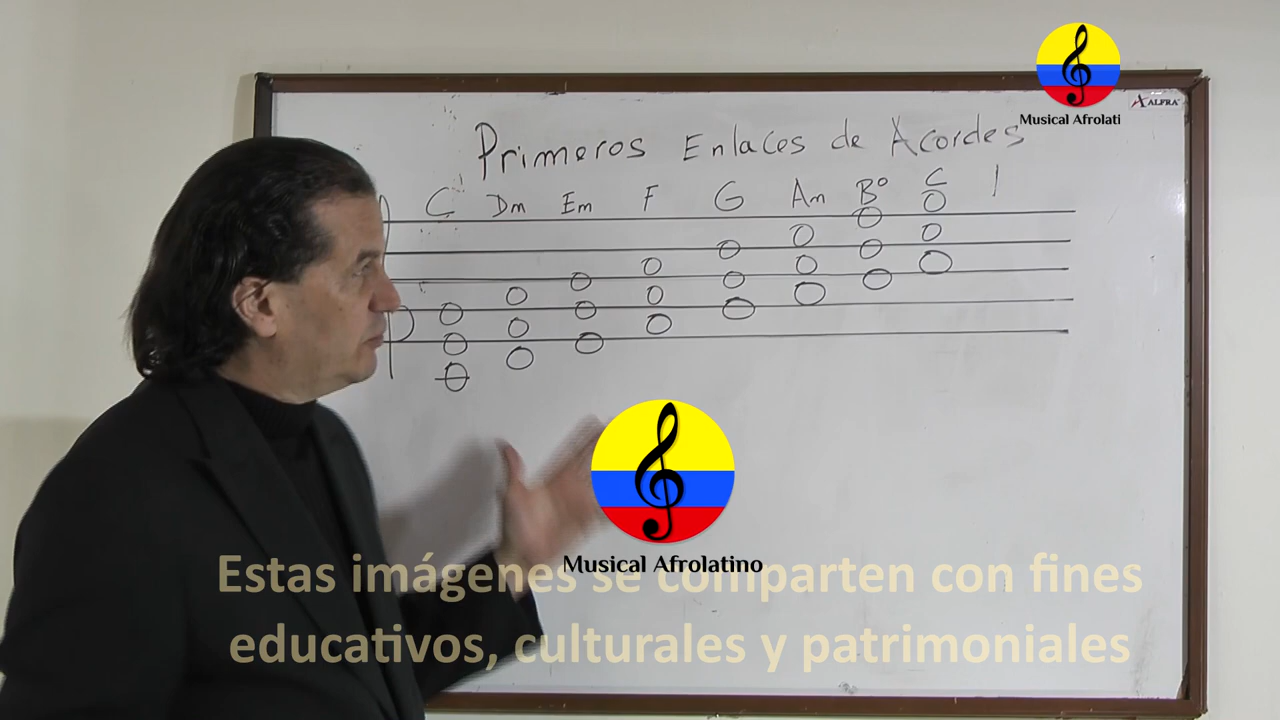 ALFRA
Musical Afrolati
Primeros Enlaces de Acordes
C Dm Em F G Am B° C
Musical Afrolatino
Estas imágenes se comparten con fines
educativos, culturales y patrimoniales